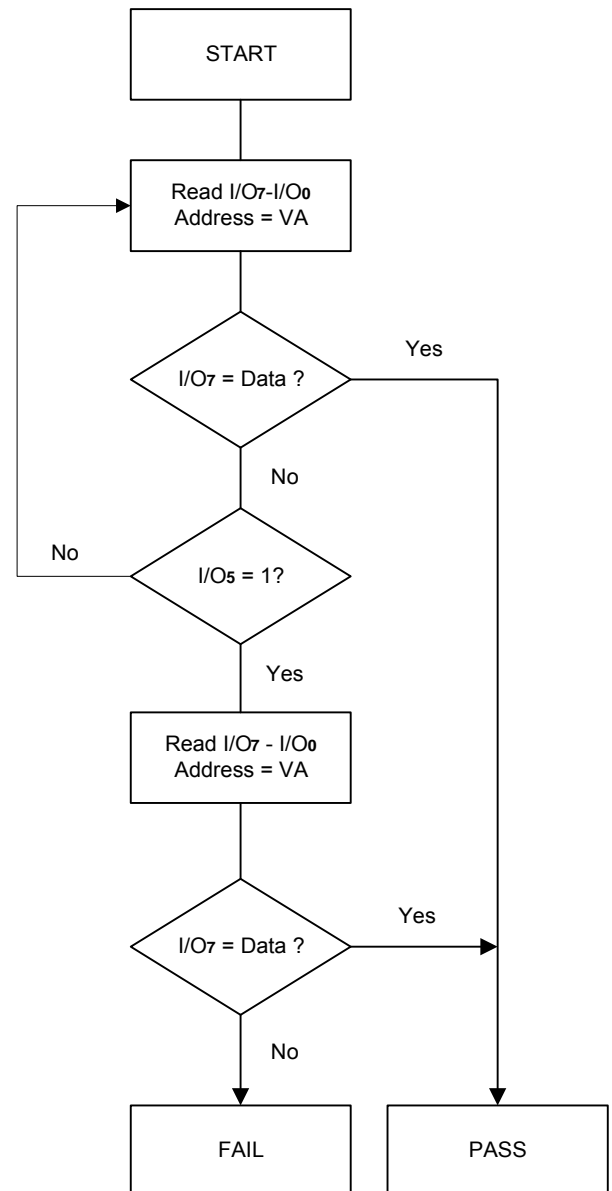 START
Read I/O7-I/O0
Address = VA
I/O7 = Data ?
Yes
No
I/O5 = 1?
No
Yes
Read I/O7 - I/O0
Address = VA
I/O7 = Data ?
Yes
No
FAIL
PASS